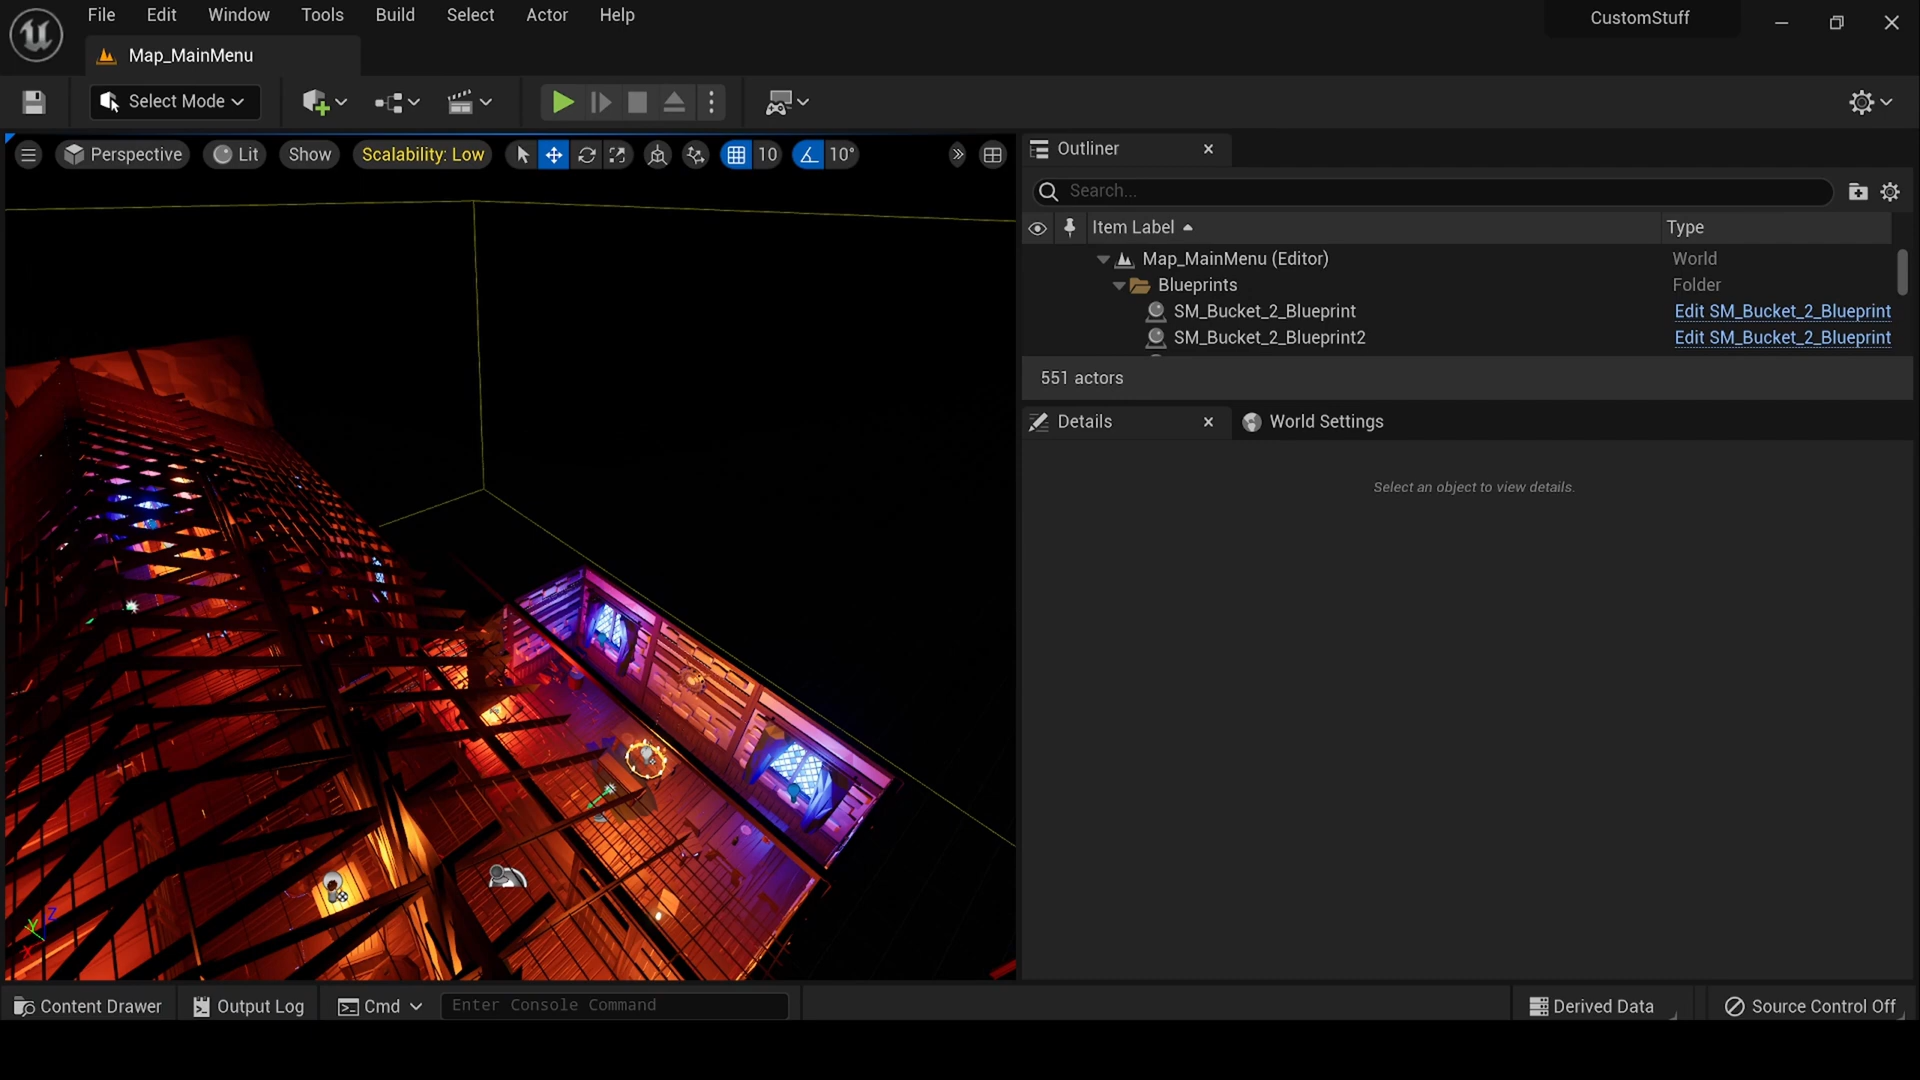 File Edit Window Tools Build Select Actor Help
CustomStuff
Map_MainMenu
Select Mode
Perspective Lit Show Scalability: Low 10 10°
Outliner
Search...
Item Label Type
Map_MainMenu (Editor) World
Blueprints Folder
SM_Bucket_2_Blueprint Edit SM_Bucket_2_Blueprint
SM_Bucket_2_Blueprint2 Edit SM_Bucket_2_Blueprint
551 actors
Details World Settings
Select an object to view details.
Z
Y
X
Content Drawer Output Log Cmd Enter Console Command Derived Data Source Control Off